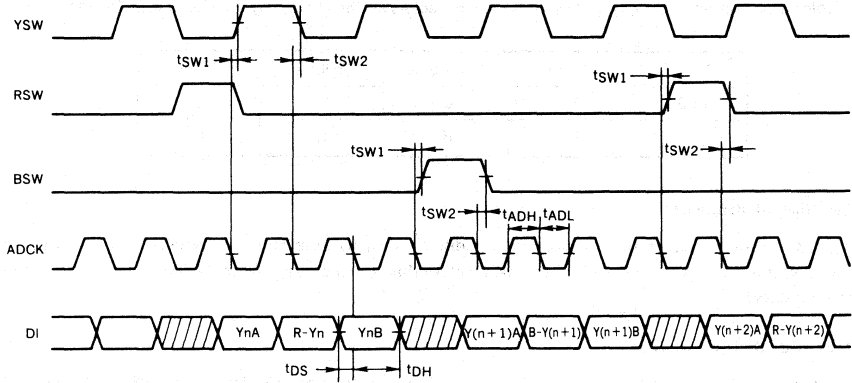 YSW
tSW1
tSW2
RSW
tSW1
tSW2
BSW
tSW1
tSW2
tADH
tADL
ADCK
DI
YnA
R-Yn
YnB
Y(n+1)A
B-Y(n+1)
Y(n+1)B
Y(n+2)A
R-Y(n+2)
tDS
tDH